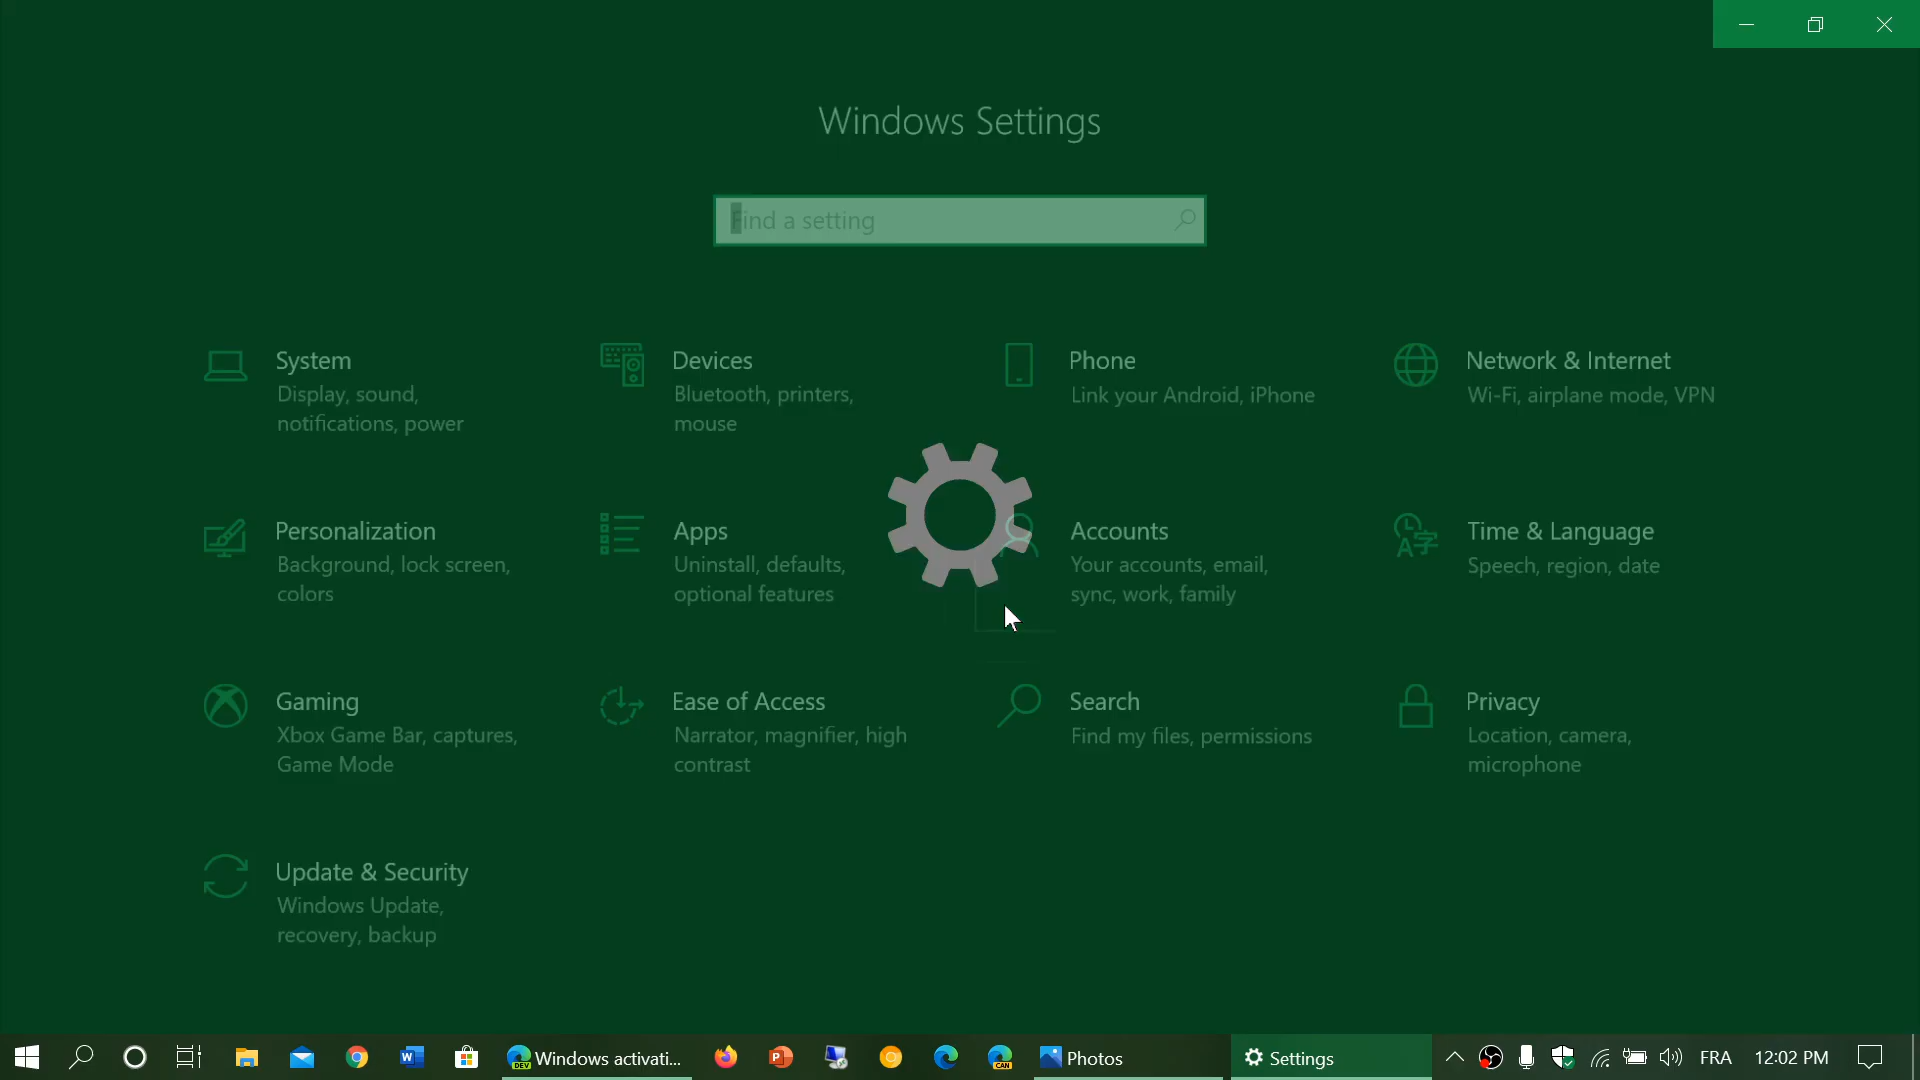 Windows Settings
Find a setting
System
Display, sound,
notifications, power
Devices
Bluetooth, printers,
mouse
Phone
Link your Android, iPhone
Network & Internet
Wi-Fi, airplane mode, VPN
Personalization
Background, lock screen,
colors
Apps
Uninstall, defaults,
optional features
Accounts
Your accounts, email,
sync, work, family
Time & Language
Speech, region, date
Gaming
Xbox Game Bar, captures,
Game Mode
Ease of Access
Narrator, magnifier, high
contrast
Search
Find my files, permissions
Privacy
Location, camera,
microphone
Update & Security
Windows Update,
recovery, backup
Windows activati...
Photos
Settings
FRA
12:02 PM
DEV
CAN